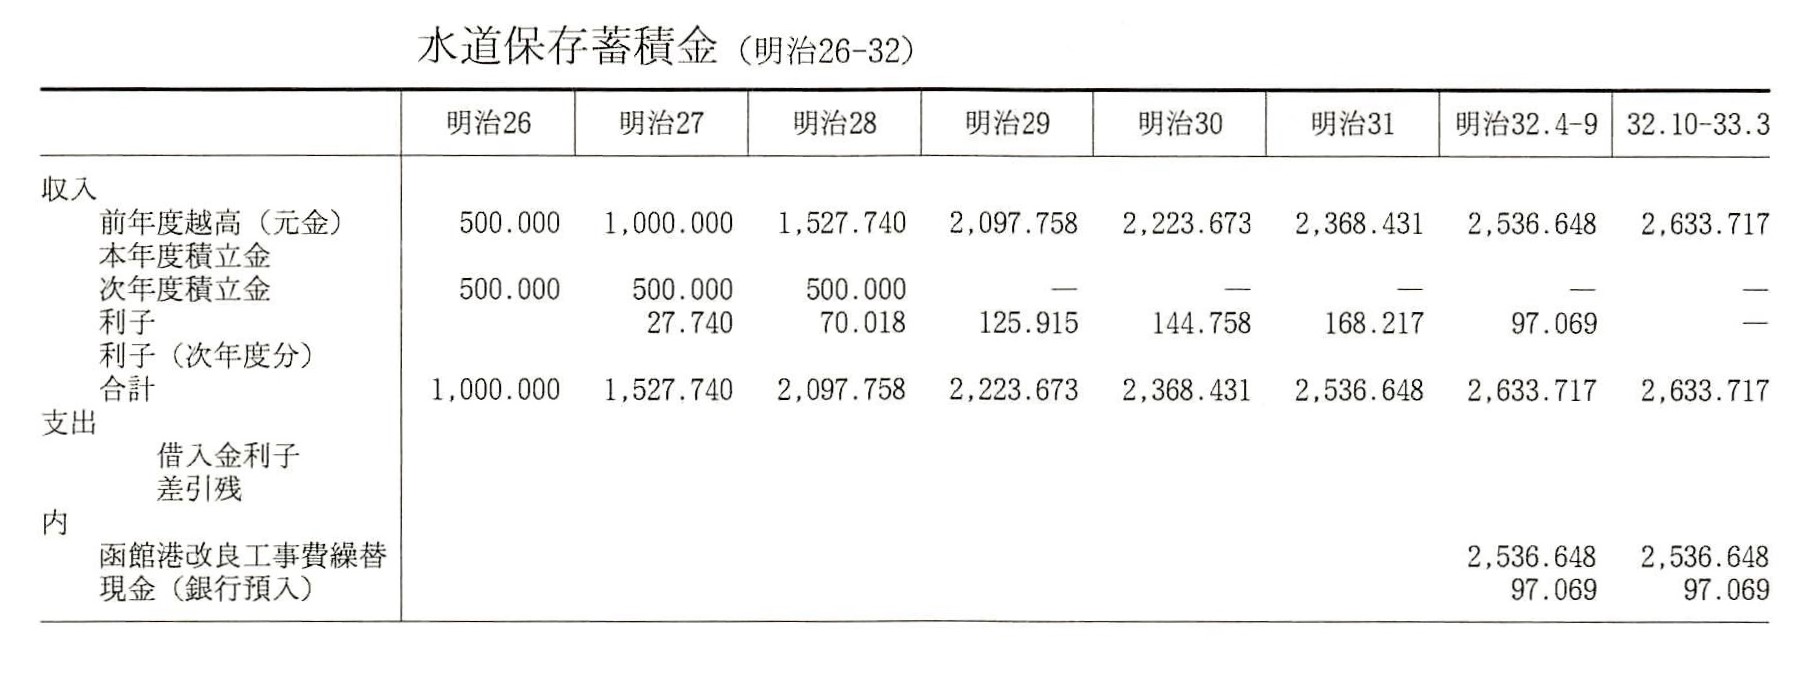 水道保存蓄積金（明治26-32）
明治26 明治27 明治28 明治29 明治30 明治31 明治32.4-9 32.10-33.3
収入
前年度越高（元金） 500.000 1,000.000 1,527.740 2,097.758 2,223.673 2,368.431 2,536.648 2,633.717
本年度積立金
次年度積立金 500.000 500.000 500.000 — — — — —
利子 27.740 70.018 125.915 144.758 168.217 97.069 —
利子（次年度分）
合計 1,000.000 1,527.740 2,097.758 2,223.673 2,368.431 2,536.648 2,633.717 2,633.717
支出
借入金利子
差引残
内
函館港改良工事費繰替 2,536.648 2,536.648
現金（銀行預入） 97.069 97.069